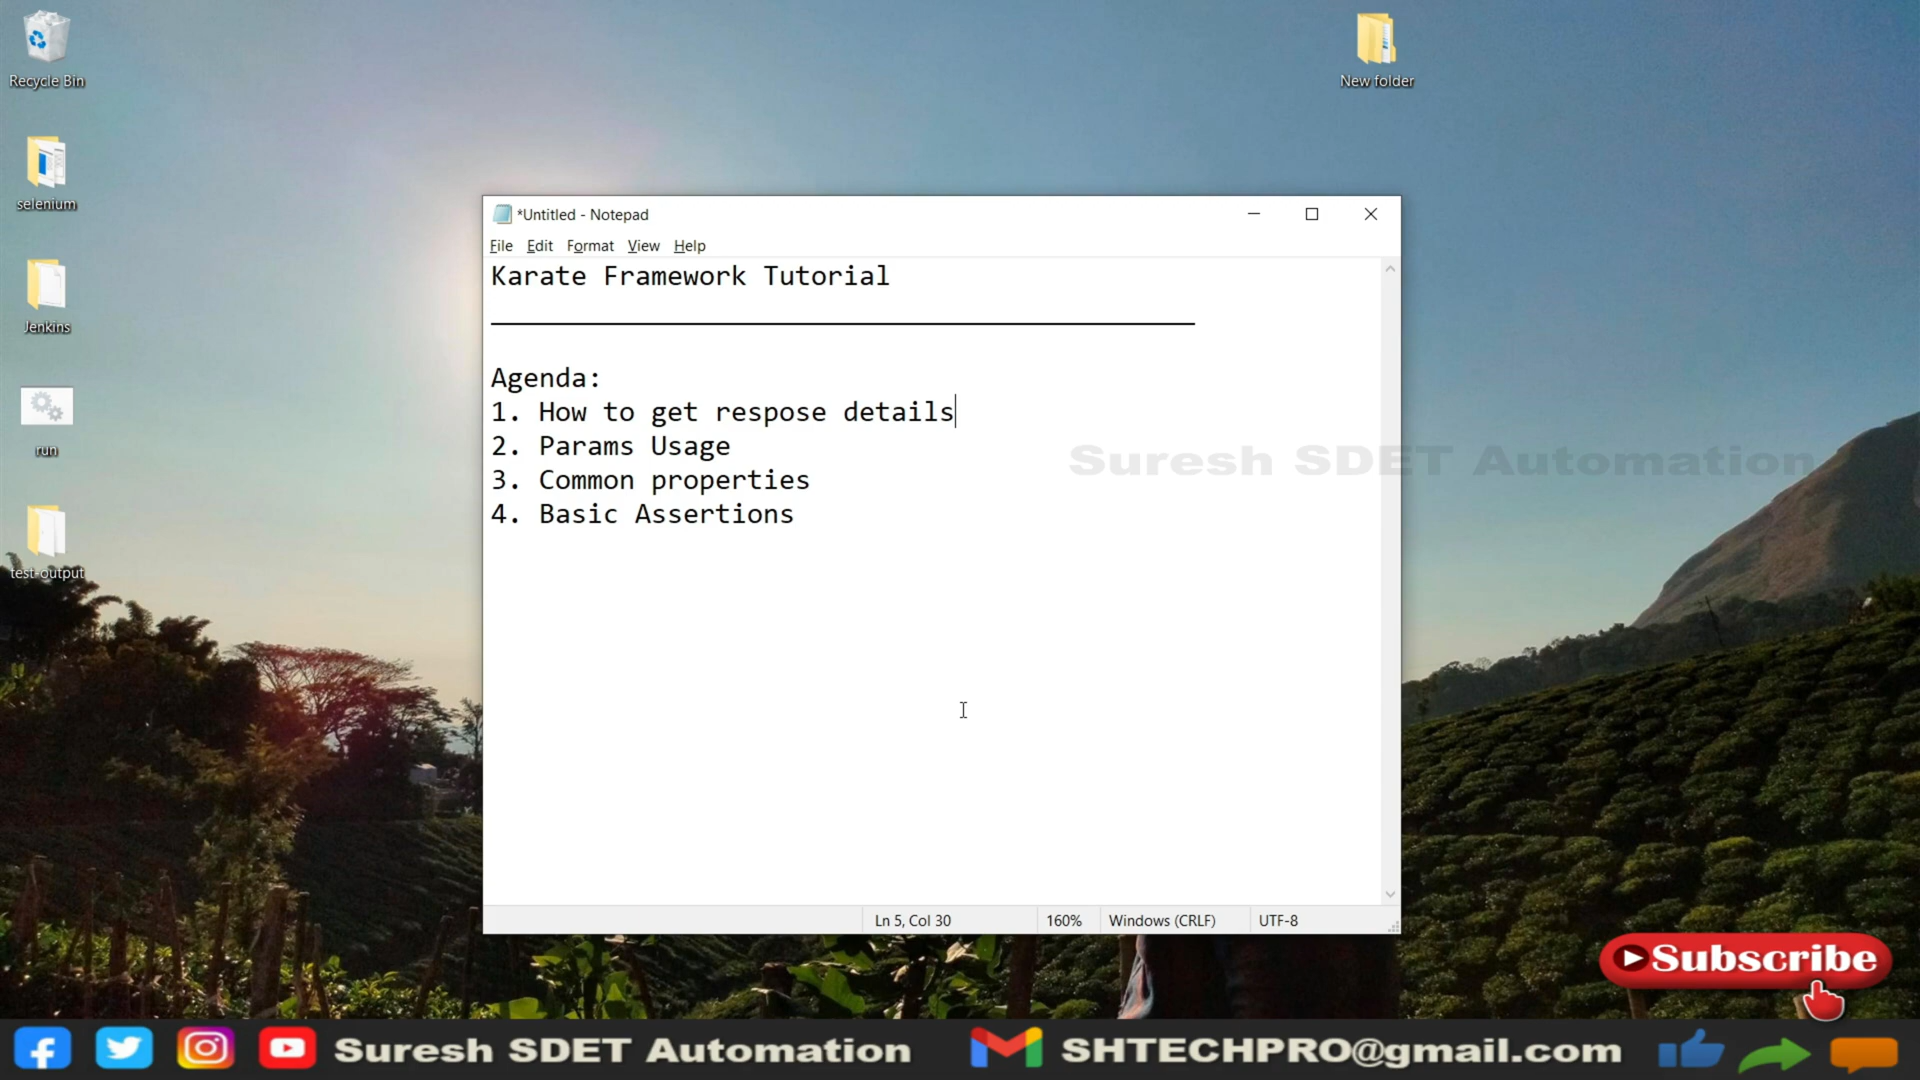 Recycle Bin
New folder
selenium
Jenkins
run
test-output
*Untitled - Notepad
File Edit Format View Help
Karate Framework Tutorial
Agenda:
1. How to get respose details
2. Params Usage
3. Common properties
4. Basic Assertions
Suresh SDET Automation
Ln 5, Col 30 160% Windows (CRLF) UTF-8
Subscribe
Suresh SDET Automation SHTECHPRO@gmail.com